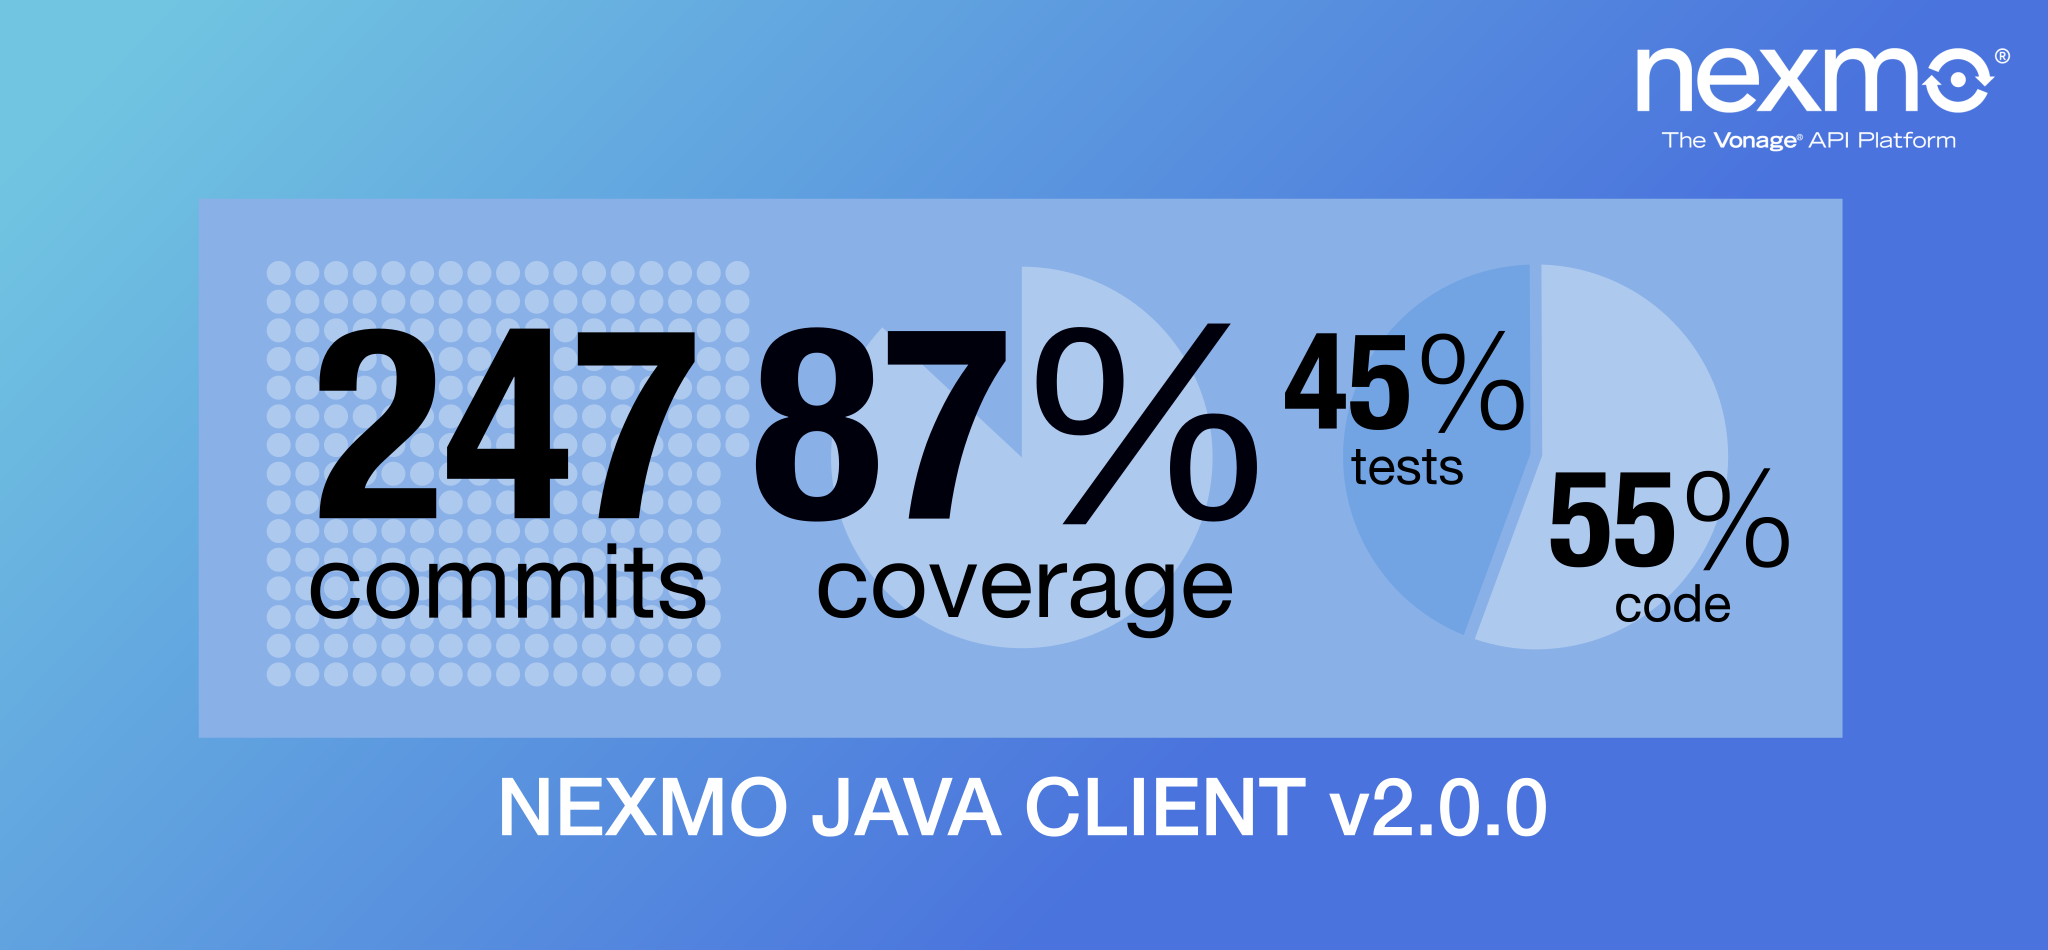 nexmo®
The Vonage® API Platform
247
commits
87%
coverage
45%
tests
55%
code
NEXMO JAVA CLIENT v2.0.0